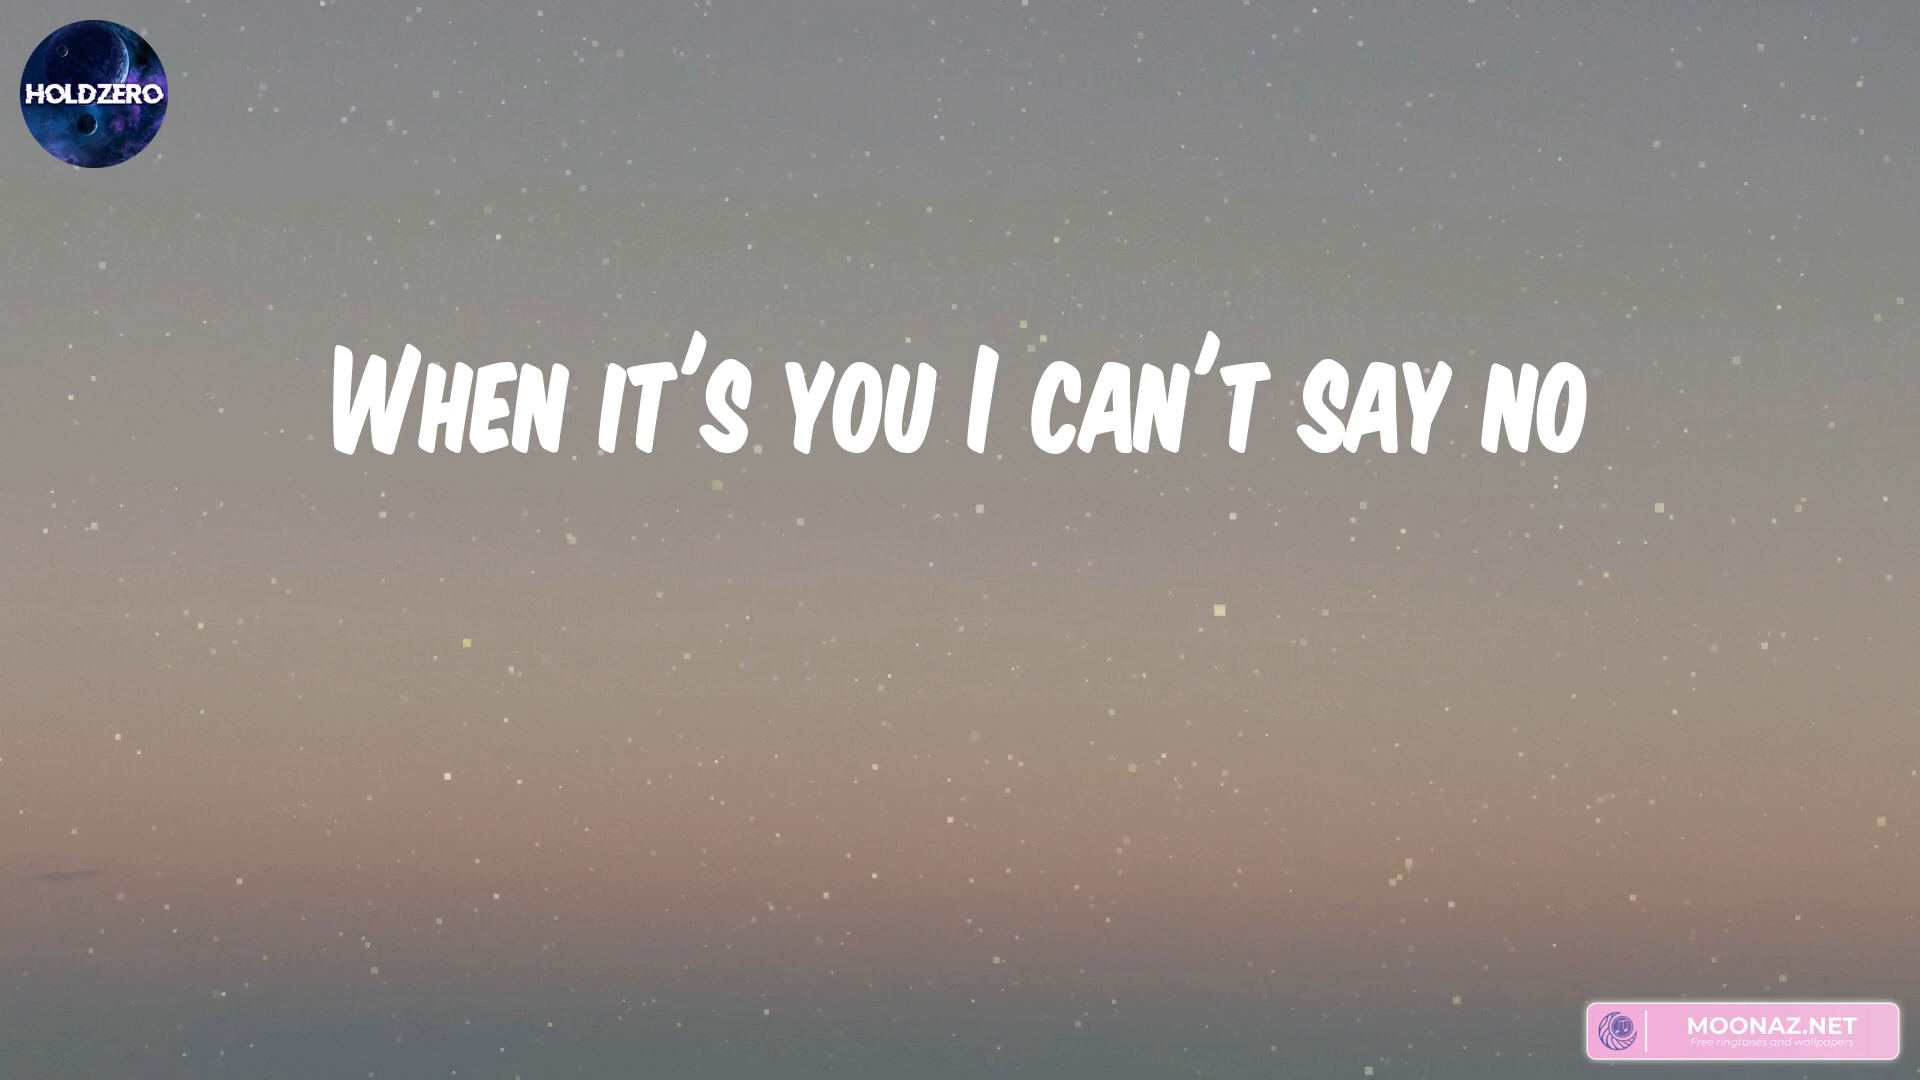 HOLDZERO
When it's you I can't say no
MOONAZ.NET
Free ringtones and wallpapers